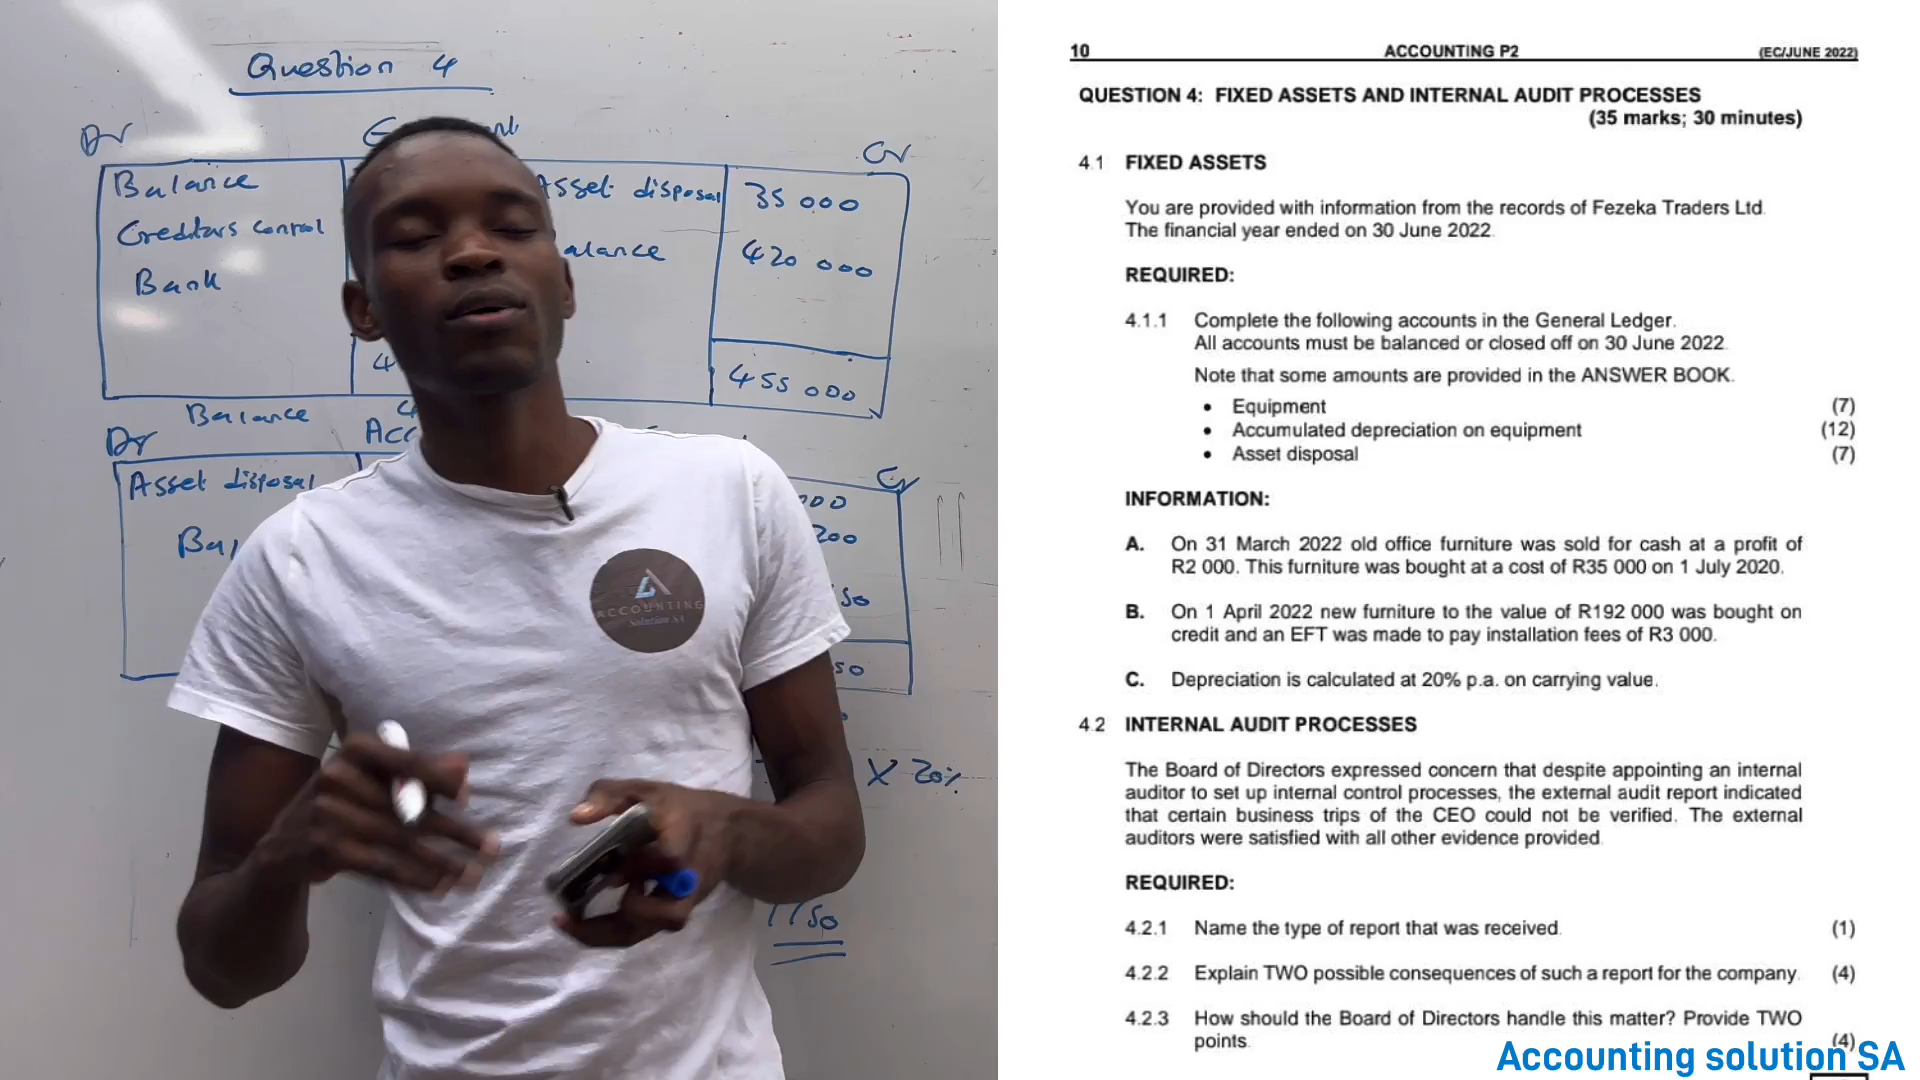 Question 4
Dr
Cr
Balance
Asset disposal 35 000
Creditors control
420 000
Bank
455 000
Balance
Dr
Cr
Asset disposal
X 20%
1750
ACCOUNTING
Solution SA
10 ACCOUNTING P2 (EC/JUNE 2022)
QUESTION 4: FIXED ASSETS AND INTERNAL AUDIT PROCESSES
(35 marks; 30 minutes)
4.1 FIXED ASSETS
You are provided with information from the records of Fezeka Traders Ltd.
The financial year ended on 30 June 2022.
REQUIRED:
4.1.1 Complete the following accounts in the General Ledger.
All accounts must be balanced or closed off on 30 June 2022.
Note that some amounts are provided in the ANSWER BOOK.
• Equipment (7)
• Accumulated depreciation on equipment (12)
• Asset disposal (7)
INFORMATION:
A. On 31 March 2022 old office furniture was sold for cash at a profit of
R2 000. This furniture was bought at a cost of R35 000 on 1 July 2020.
B. On 1 April 2022 new furniture to the value of R192 000 was bought on
credit and an EFT was made to pay installation fees of R3 000.
C. Depreciation is calculated at 20% p.a. on carrying value.
4.2 INTERNAL AUDIT PROCESSES
The Board of Directors expressed concern that despite appointing an internal
auditor to set up internal control processes, the external audit report indicated
that certain business trips of the CEO could not be verified. The external
auditors were satisfied with all other evidence provided.
REQUIRED:
4.2.1 Name the type of report that was received. (1)
4.2.2 Explain TWO possible consequences of such a report for the company. (4)
4.2.3 How should the Board of Directors handle this matter? Provide TWO
points. (4)
Accounting solution SA